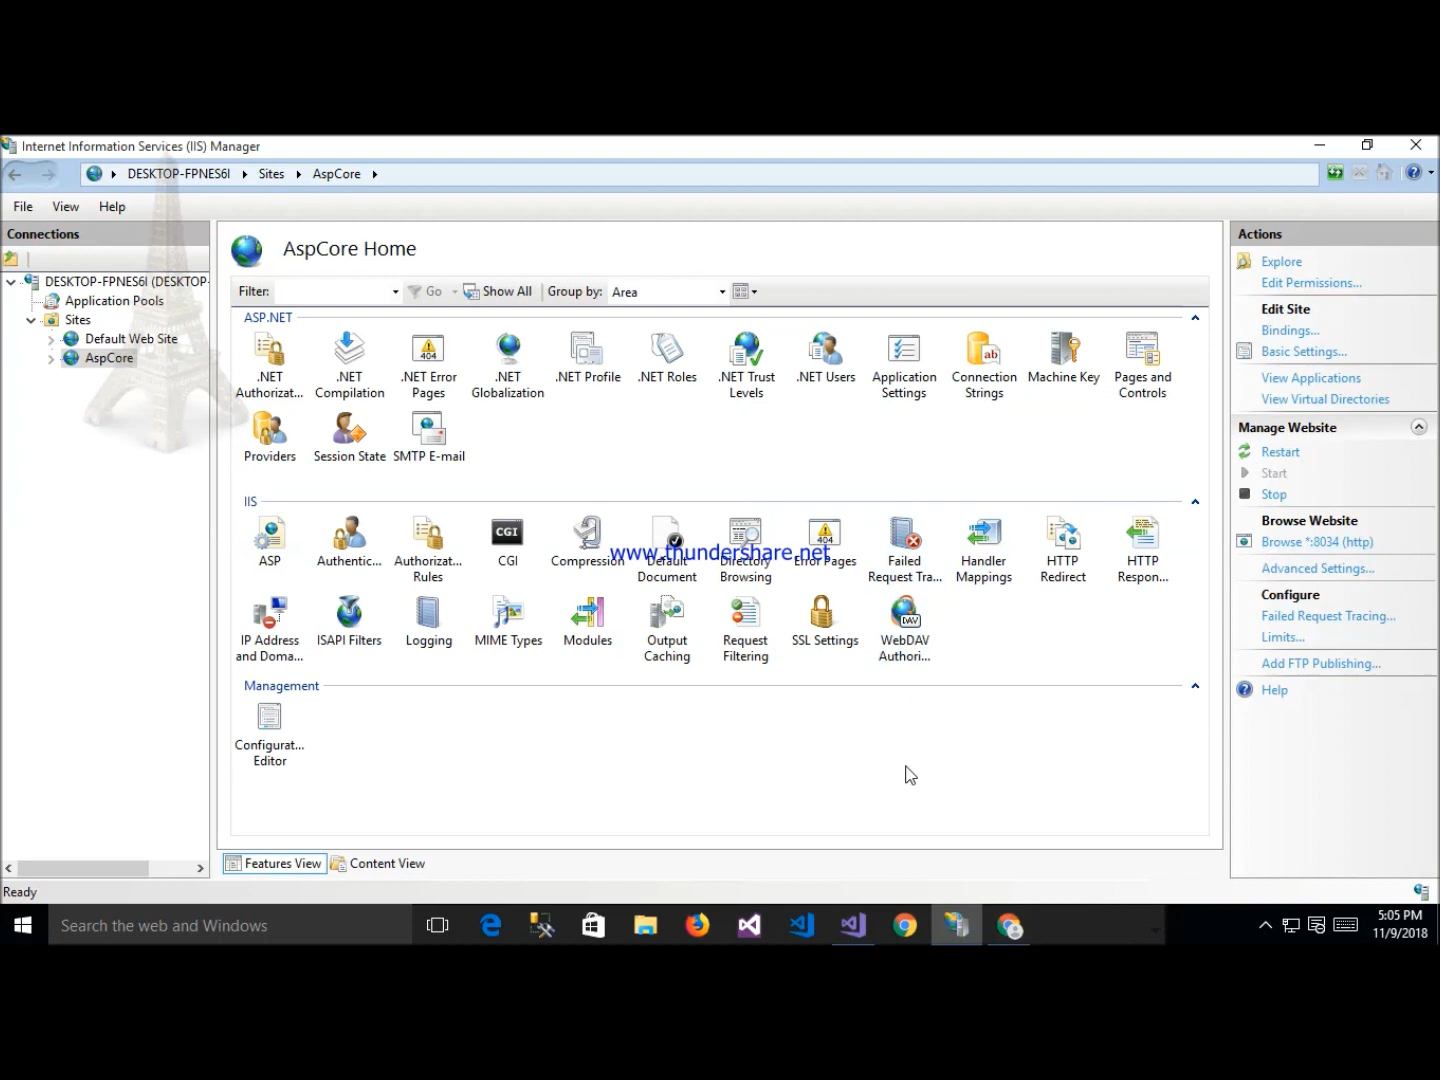 Internet Information Services (IIS) Manager
DESKTOP-FPNES6I
Sites
AspCore
File
View
Help
Connections
DESKTOP-FPNES6I (DESKTOP-
Application Pools
Sites
Default Web Site
AspCore
AspCore Home
Filter:
Go
Show All
Group by:
Area
ASP.NET
.NET Authorizat...
.NET Compilation
.NET Error Pages
.NET Globalization
.NET Profile
.NET Roles
.NET Trust Levels
.NET Users
Application Settings
Connection Strings
Machine Key
Pages and Controls
Providers
Session State
SMTP E-mail
IIS
ASP
Authentic...
Authorizat... Rules
CGI
Compression
Default Document
Directory Browsing
Error Pages
Failed Request Tra...
Handler Mappings
HTTP Redirect
HTTP Respon...
www.thundershare.net
IP Address and Doma...
ISAPI Filters
Logging
MIME Types
Modules
Output Caching
Request Filtering
SSL Settings
WebDAV Authori...
Management
Configurat... Editor
Features View
Content View
Actions
Explore
Edit Permissions...
Edit Site
Bindings...
Basic Settings...
View Applications
View Virtual Directories
Manage Website
Restart
Start
Stop
Browse Website
Browse *:8034 (http)
Advanced Settings...
Configure
Failed Request Tracing...
Limits...
Add FTP Publishing...
Help
Ready
Search the web and Windows
5:05 PM
11/9/2018